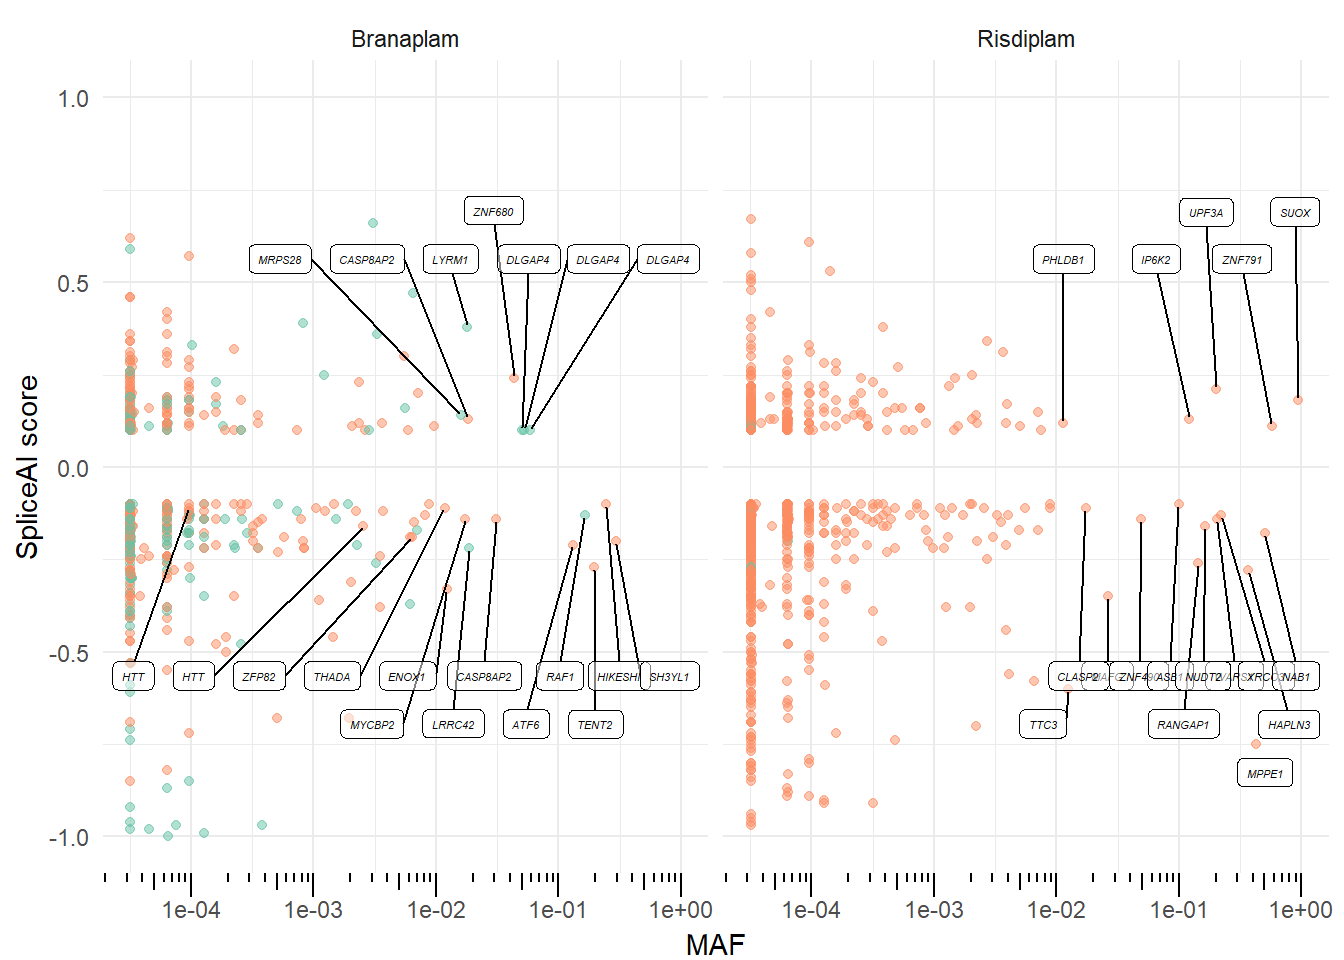 Branaplam Risdiplam
1.0
ZNF680 UPF3A SUOX
MRPS28 CASP8AP2 LYRM1 DLGAP4 DLGAP4 DLGAP4 PHLDB1 IP6K2 ZNF791
0.5
SpliceAI score
0.0
-0.5
HTT HTT ZFP82 THADA ENOX1 CASP8AP2 RAF1 HIKESHI SH3YL1 CLASP2 ZNF490 ASB1 NUDT2 XRCC3 NAB1
MYCBP2 LRRC42 ATF6 TENT2 TTC3 RANGAP1 HAPLN3
MPPE1
-1.0
1e-04 1e-03 1e-02 1e-01 1e+00 1e-04 1e-03 1e-02 1e-01 1e+00
MAF